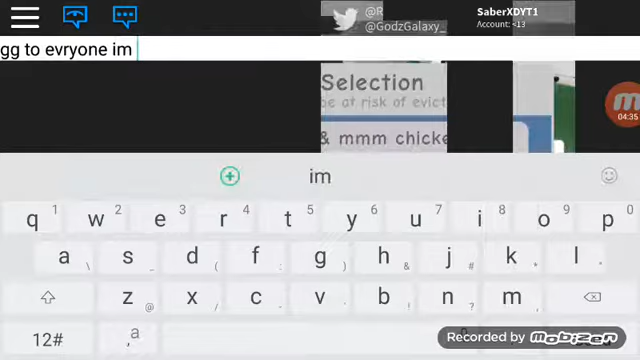 @R
@GodzGalaxy_
SaberXDYT1
Account: <13
gg to evryone im
Selection
be at risk of evict
& mmm chicke
04:35
im
q 1 w 2 e 3 r 4 t 5 y 6 u 7 i 8 o 9 p 0
a \ s _ d ( f : g ) h & j # k * l "
z @ x / c - v . b ! n ? m ,
12# , a
Recorded by mobizen